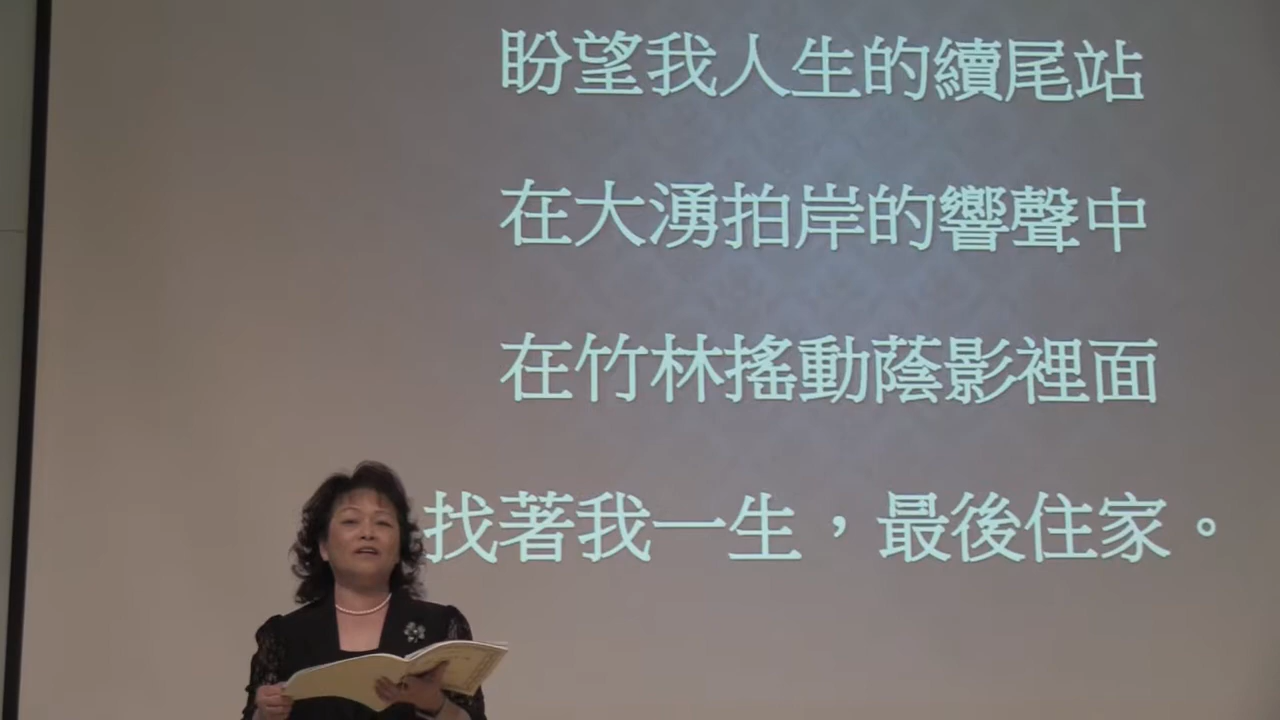 盼望我人生的續尾站
在大湧拍岸的響聲中
在竹林搖動蔭影裡面
找著我一生，最後住家。